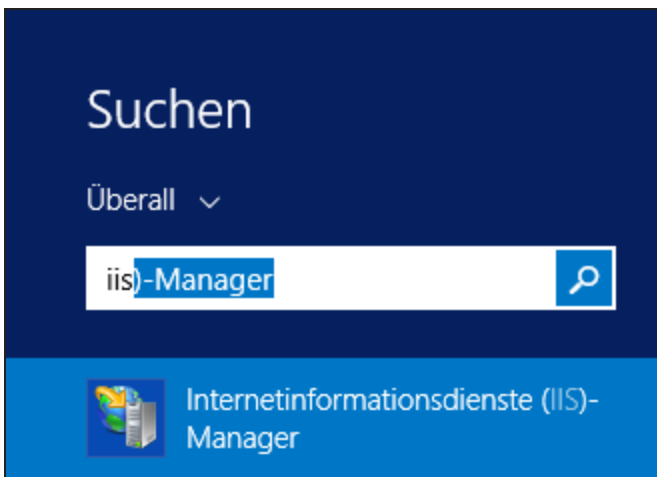 Suchen
Überall
iis)-Manager
Internetinformationsdienste (IIS)-
Manager